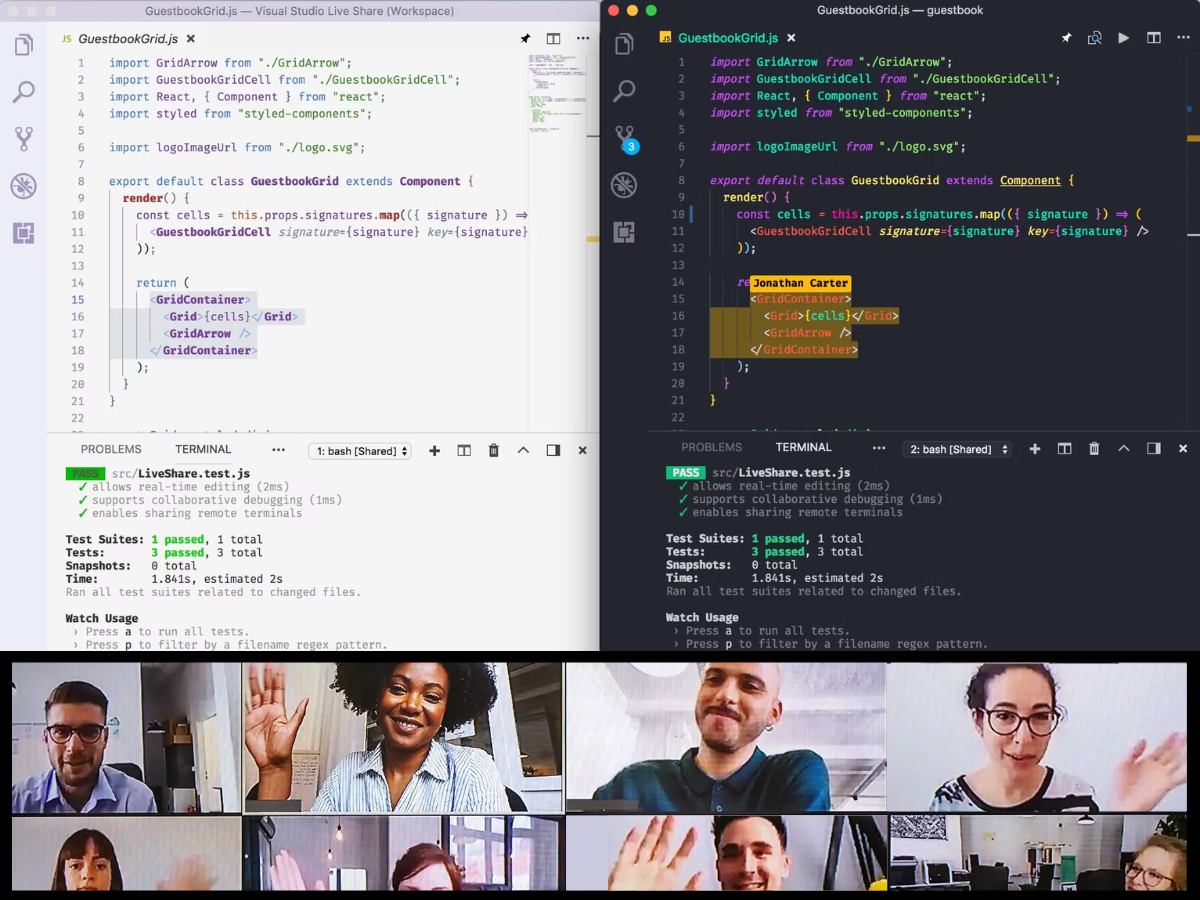 GuestbookGrid.js — Visual Studio Live Share (Workspace)
JS GuestbookGrid.js ×
1 import GridArrow from "./GridArrow";
2 import GuestbookGridCell from "./GuestbookGridCell";
3 import React, { Component } from "react";
4 import styled from "styled-components";
5
6 import logoImageUrl from "./logo.svg";
7
8 export default class GuestbookGrid extends Component {
9 render() {
10 const cells = this.props.signatures.map(({ signature }) =>
11 <GuestbookGridCell signature={signature} key={signature}
12 ));
13
14 return (
15 <GridContainer>
16 <Grid>{cells}</Grid>
17 <GridArrow />
18 </GridContainer>
19 );
20 }
21 }
22
PROBLEMS TERMINAL ••• 1: bash [Shared]
PASS src/LiveShare.test.js
✓ allows real-time editing (2ms)
✓ supports collaborative debugging (1ms)
✓ enables sharing remote terminals
Test Suites: 1 passed, 1 total
Tests: 3 passed, 3 total
Snapshots: 0 total
Time: 1.841s, estimated 2s
Ran all test suites related to changed files.
Watch Usage
› Press a to run all tests.
› Press p to filter by a filename regex pattern.
GuestbookGrid.js — guestbook
JS GuestbookGrid.js ×
3
1 import GridArrow from "./GridArrow";
2 import GuestbookGridCell from "./GuestbookGridCell";
3 import React, { Component } from "react";
4 import styled from "styled-components";
5
6 import logoImageUrl from "./logo.svg";
7
8 export default class GuestbookGrid extends Component {
9 render() {
10 const cells = this.props.signatures.map(({ signature }) => (
11 <GuestbookGridCell signature={signature} key={signature} />
12 ));
13
14 re Jonathan Carter
15 <GridContainer>
16 <Grid>{cells}</Grid>
17 <GridArrow />
18 </GridContainer>
19 );
20 }
21 }
22
PROBLEMS TERMINAL ••• 2: bash [Shared]
PASS src/LiveShare.test.js
✓ allows real-time editing (2ms)
✓ supports collaborative debugging (1ms)
✓ enables sharing remote terminals
Test Suites: 1 passed, 1 total
Tests: 3 passed, 3 total
Snapshots: 0 total
Time: 1.841s, estimated 2s
Ran all test suites related to changed files.
Watch Usage
› Press a to run all tests.
› Press p to filter by a filename regex pattern.